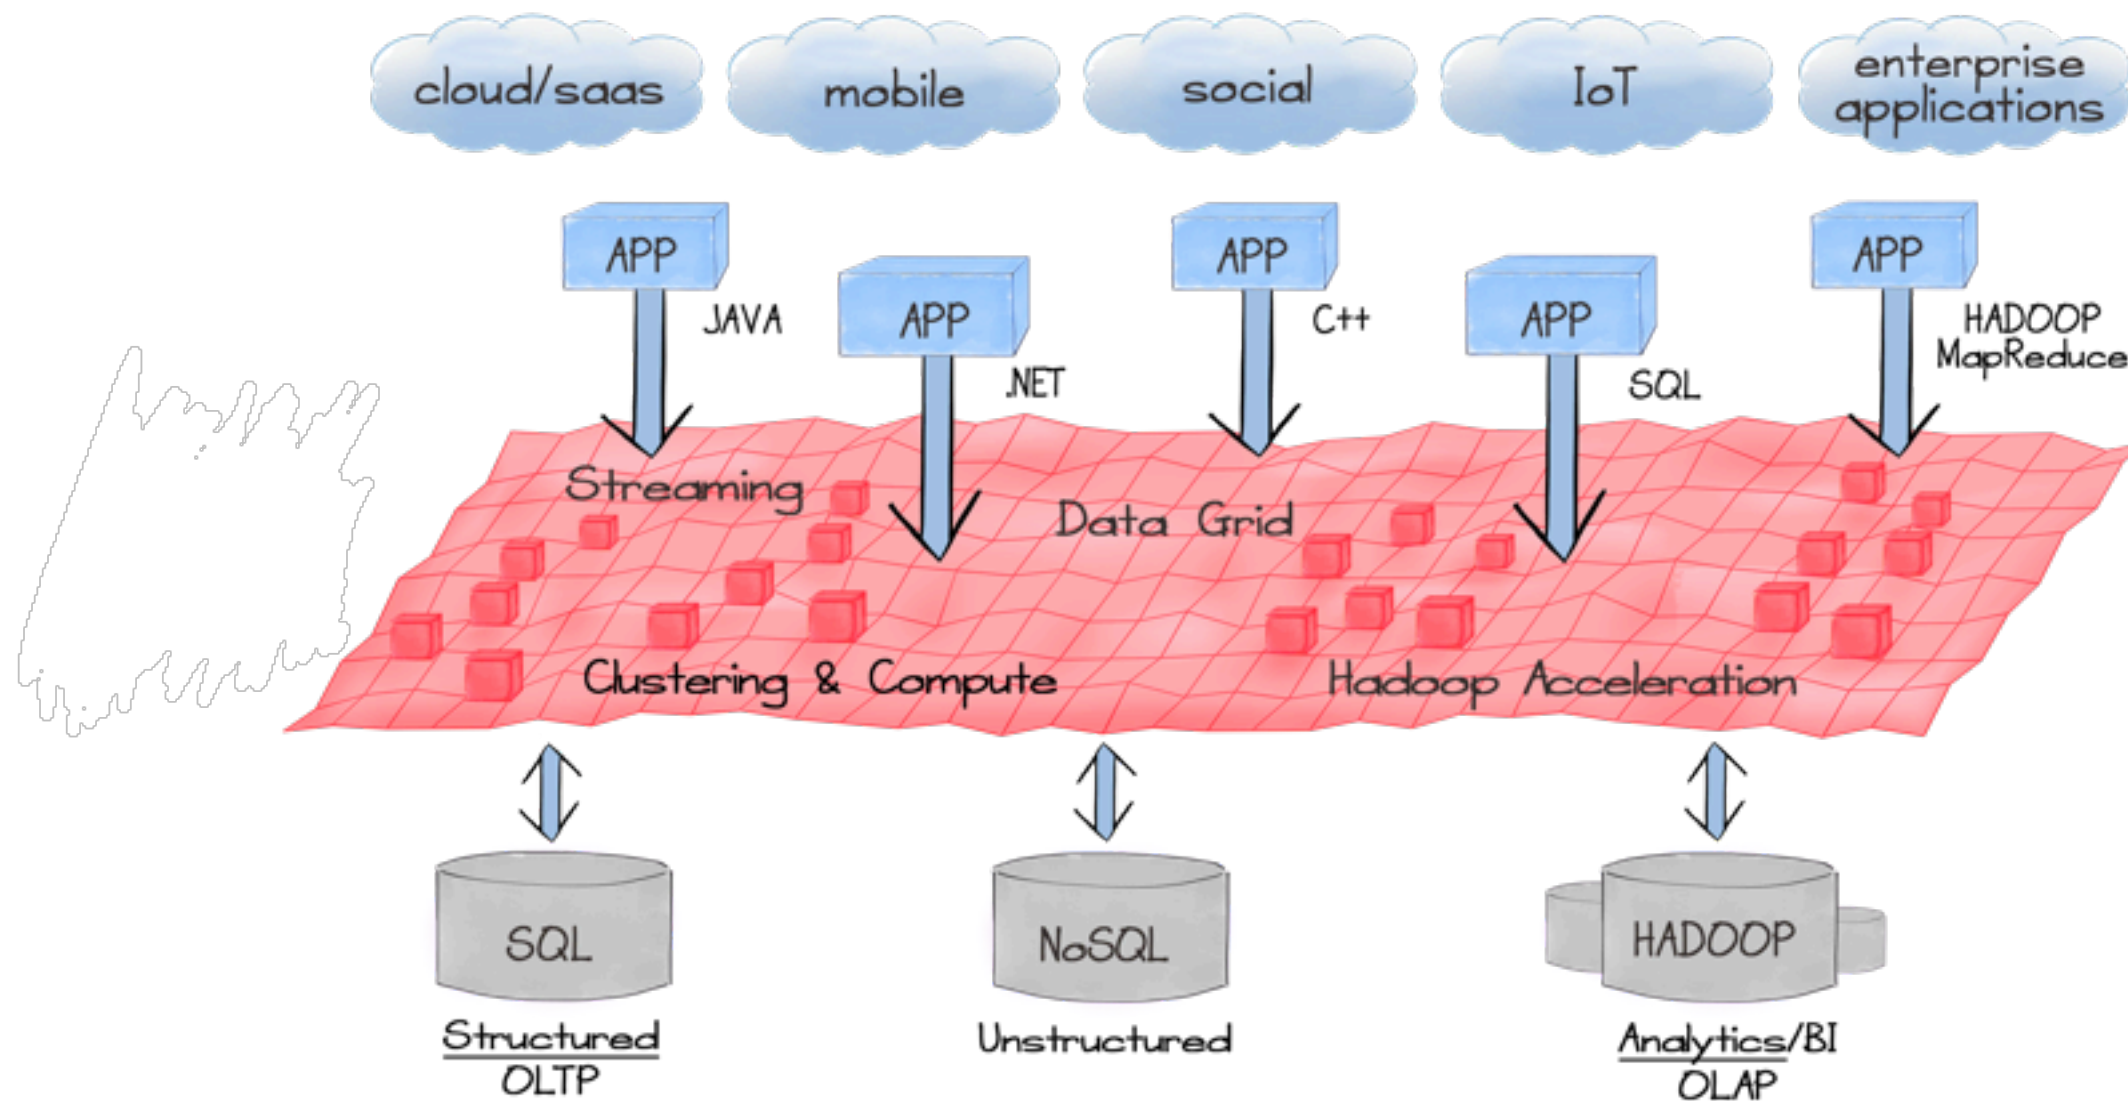 cloud/saas
mobile
social
IoT
enterprise
applications
APP
JAVA
APP
.NET
APP
C++
APP
SQL
APP
HADOOP
MapReduce
Streaming
Data Grid
Clustering & Compute
Hadoop Acceleration
SQL
Structured
OLTP
NoSQL
Unstructured
HADOOP
Analytics/BI
OLAP